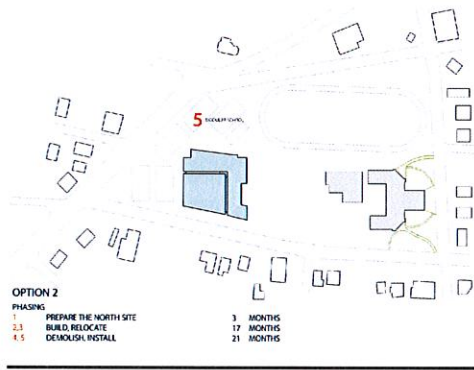 5
OPTION 2
PHASING
1 PREPARE THE NORTH SITE 3 MONTHS
2,3 BUILD, RELOCATE 17 MONTHS
4, 5 DEMOLISH, INSTALL 21 MONTHS